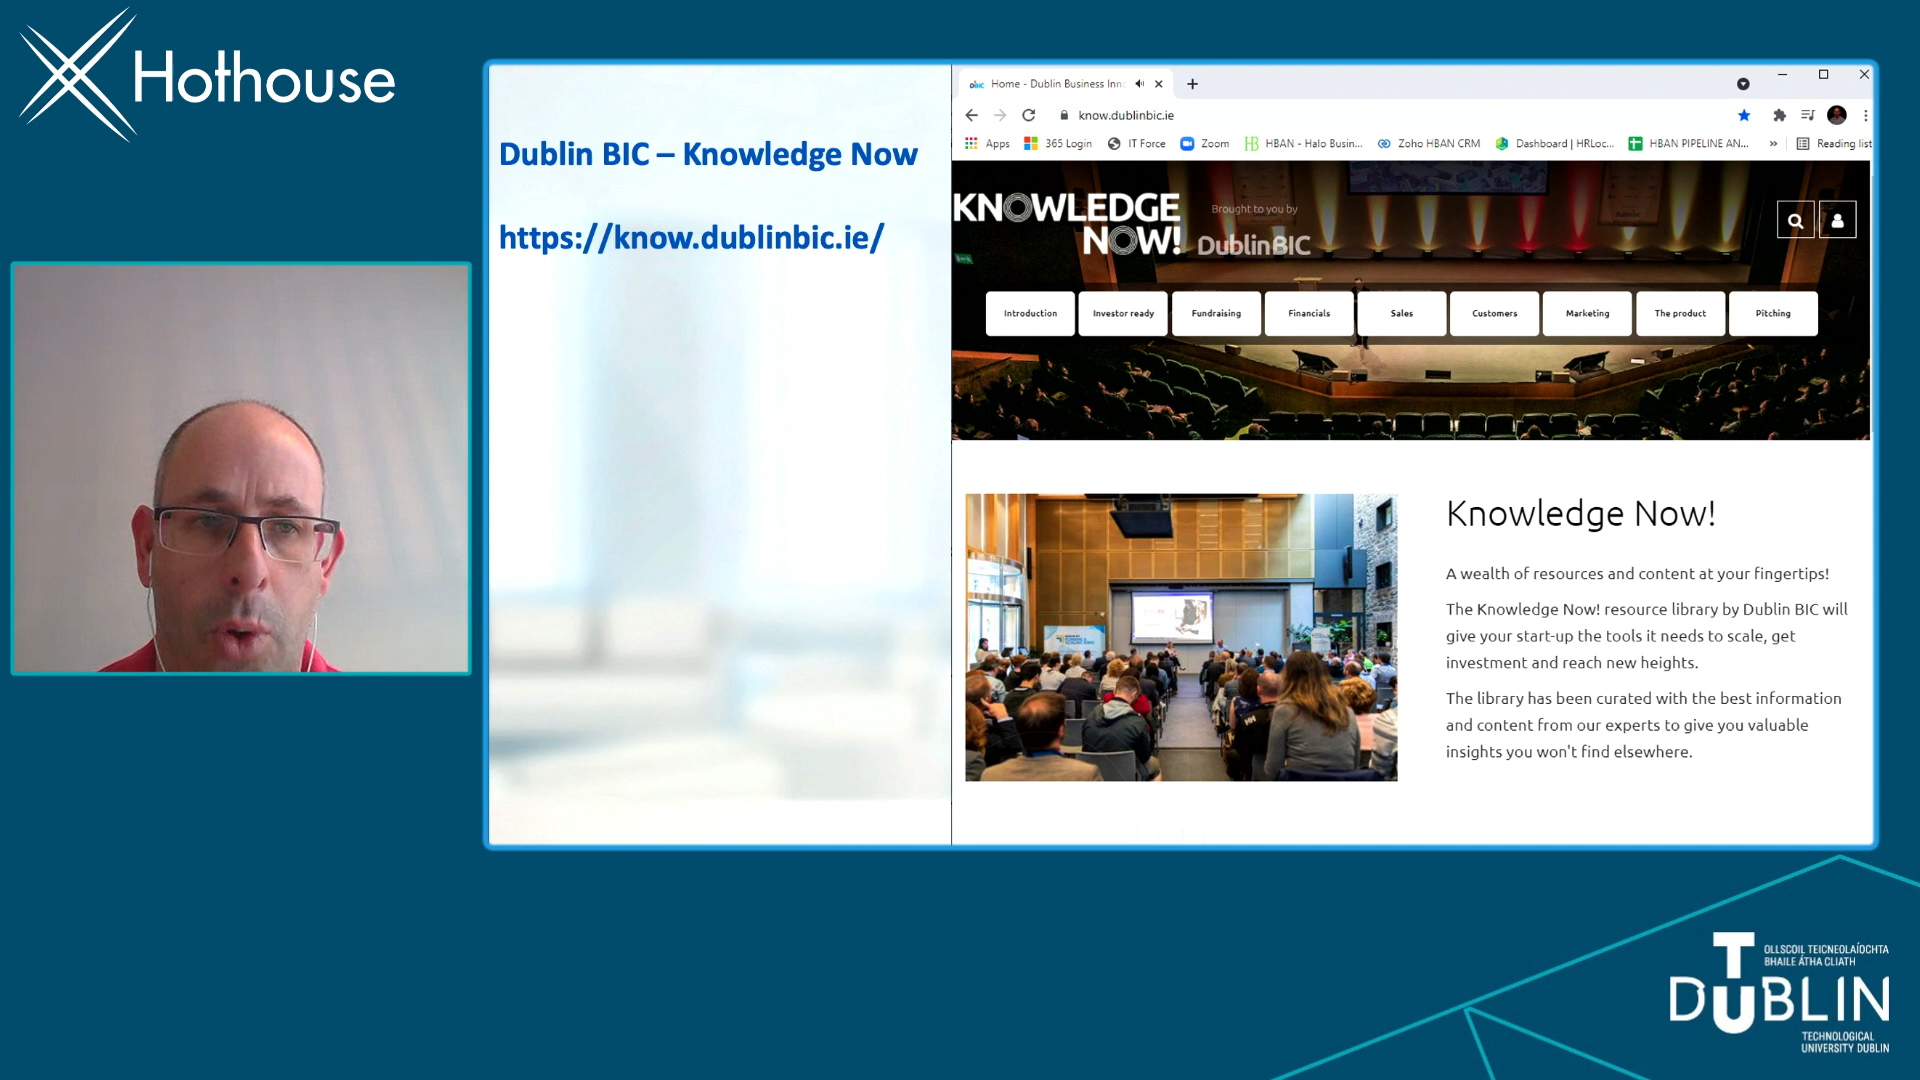 Hothouse
Dublin BIC – Knowledge Now
https://know.dublinbic.ie/
Home - Dublin Business Inn
know.dublinbic.ie
Apps
365 Login
IT Force
Zoom
HBAN - Halo Busin...
Zoho HBAN CRM
Dashboard | HRLoc...
HBAN PIPELINE AN...
»
Reading list
KNOWLEDGE
NOW!
Brought to you by
DublinBIC
Introduction
Investor ready
Fundraising
Financials
Sales
Customers
Marketing
The product
Pitching
Knowledge Now!
A wealth of resources and content at your fingertips!
The Knowledge Now! resource library by Dublin BIC will
give your start-up the tools it needs to scale, get
investment and reach new heights.
The library has been curated with the best information
and content from our experts to give you valuable
insights you won't find elsewhere.
OLLSCOIL TEICNEOLAÍOCHTA
BHAILE ÁTHA CLIATH
TU DUBLIN
TECHNOLOGICAL
UNIVERSITY DUBLIN